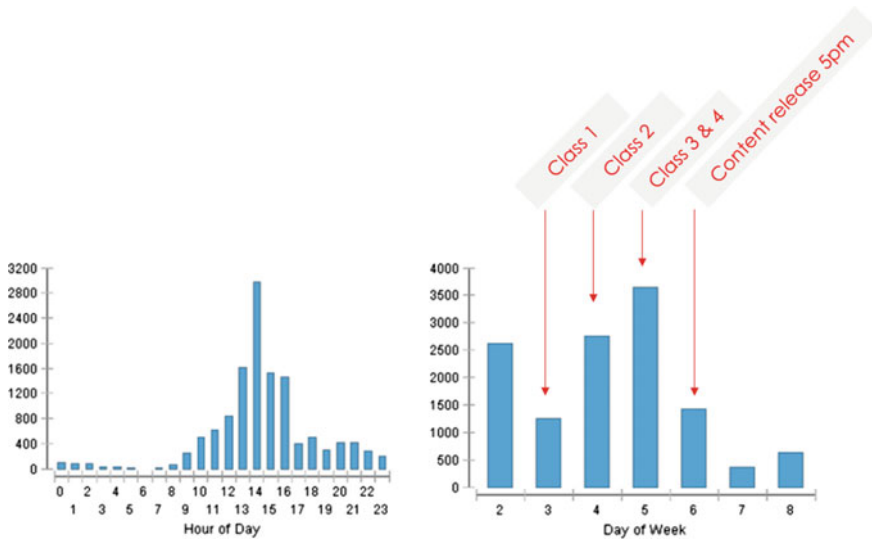 Class 1
Class 2
Class 3 & 4
Content release 5pm
3200
2800
2400
2000
1600
1200
800
400
0
0 2 4 6 8 10 12 14 16 18 20 22
1 3 5 7 9 11 13 15 17 19 21 23
Hour of Day
4000
3500
3000
2500
2000
1500
1000
500
0
2 3 4 5 6 7 8
Day of Week